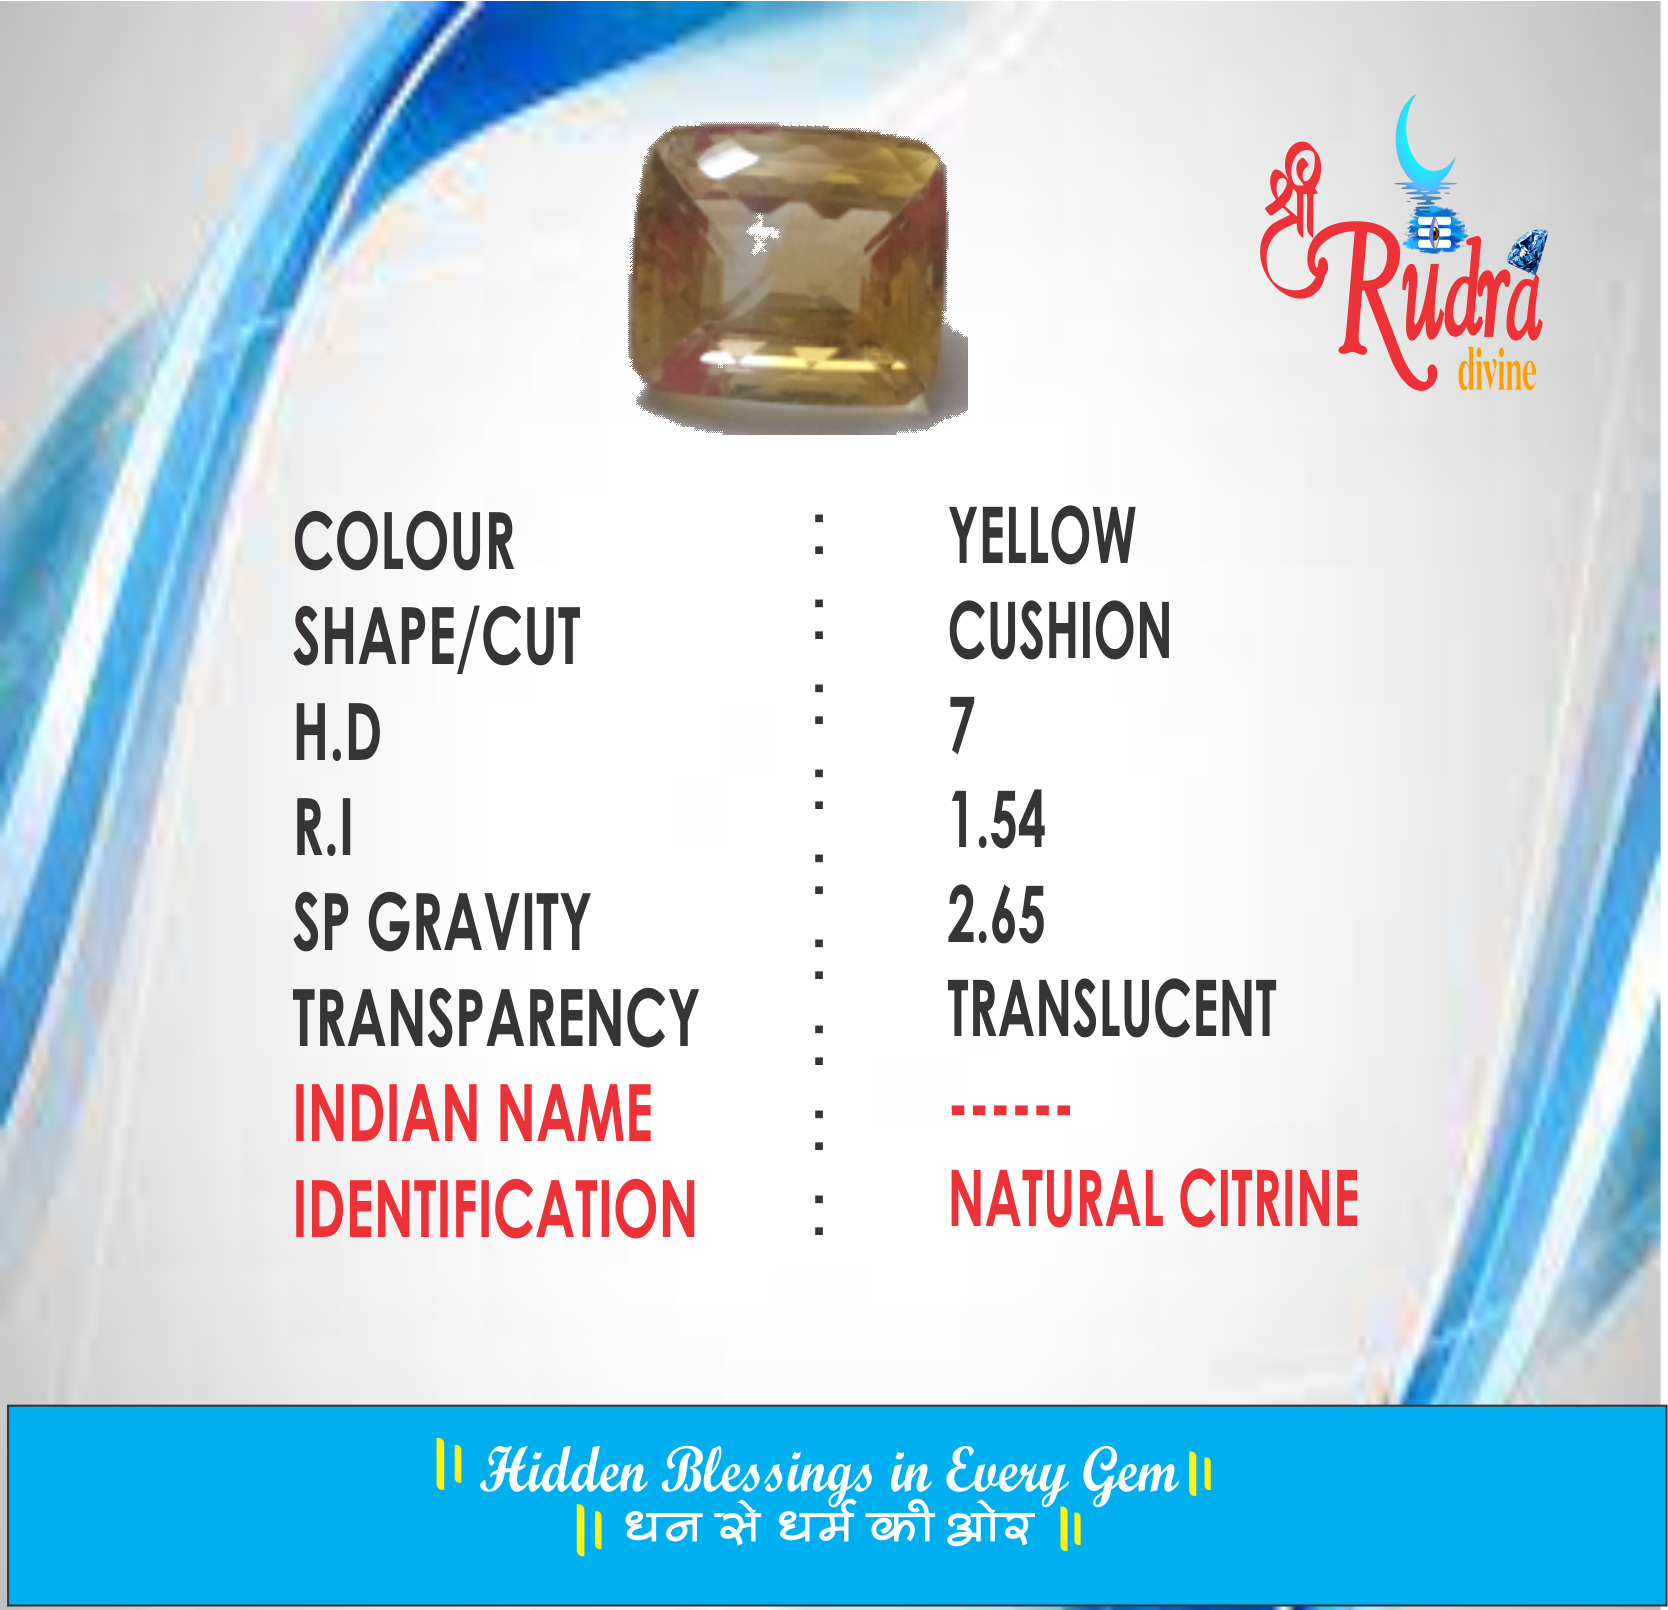 श्री Rudra
divine
COLOUR : YELLOW
SHAPE/CUT : CUSHION
H.D : 7
R.I : 1.54
SP GRAVITY : 2.65
TRANSPARENCY : TRANSLUCENT
INDIAN NAME : ------
IDENTIFICATION : NATURAL CITRINE
|| Hidden Blessings in Every Gem ||
|| धन से धर्म की ओर ||